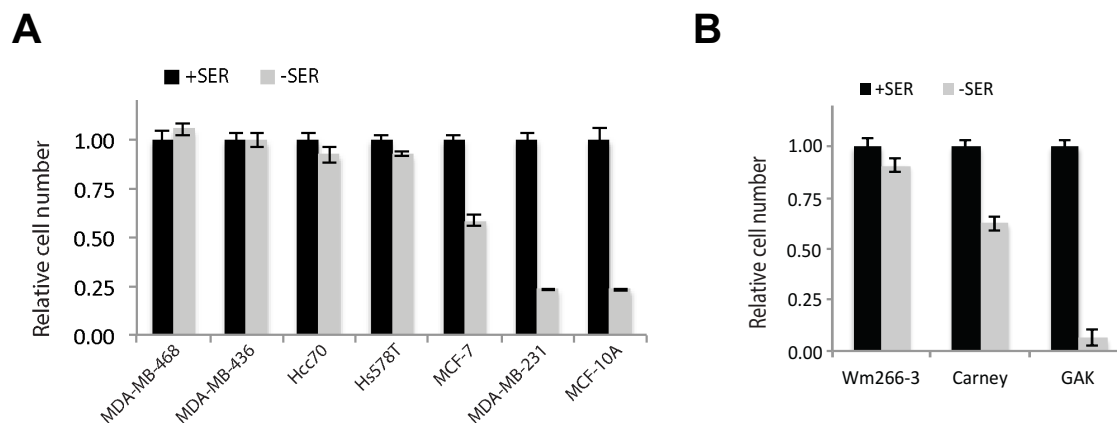 A
+SER -SER
Relative cell number
1.00
0.75
0.50
0.25
0.00
MDA-MB-468 MDA-MB-436 Hcc70 Hs578T MCF-7 MDA-MB-231 MCF-10A
B
+SER -SER
Relative cell number
1.00
0.75
0.50
0.25
0.00
Wm266-3 Carney GAK